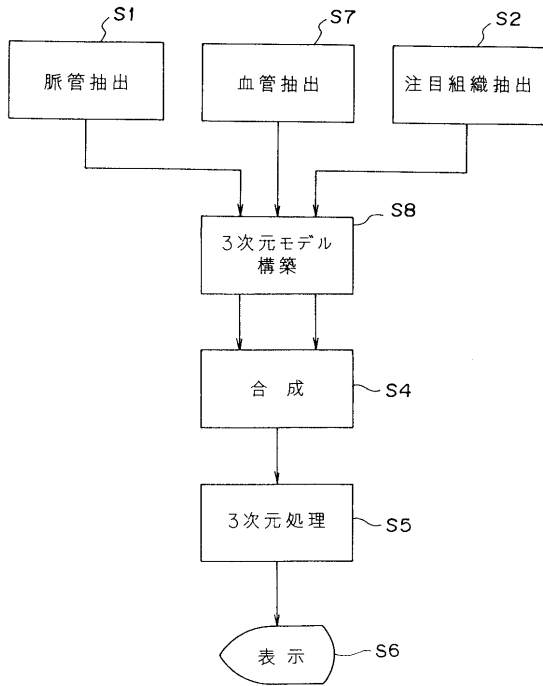 S1
S7
S2
脈管抽出
血管抽出
注目組織抽出
S8
3次元モデル
構築
合成
S4
3次元処理
S5
表示
S6